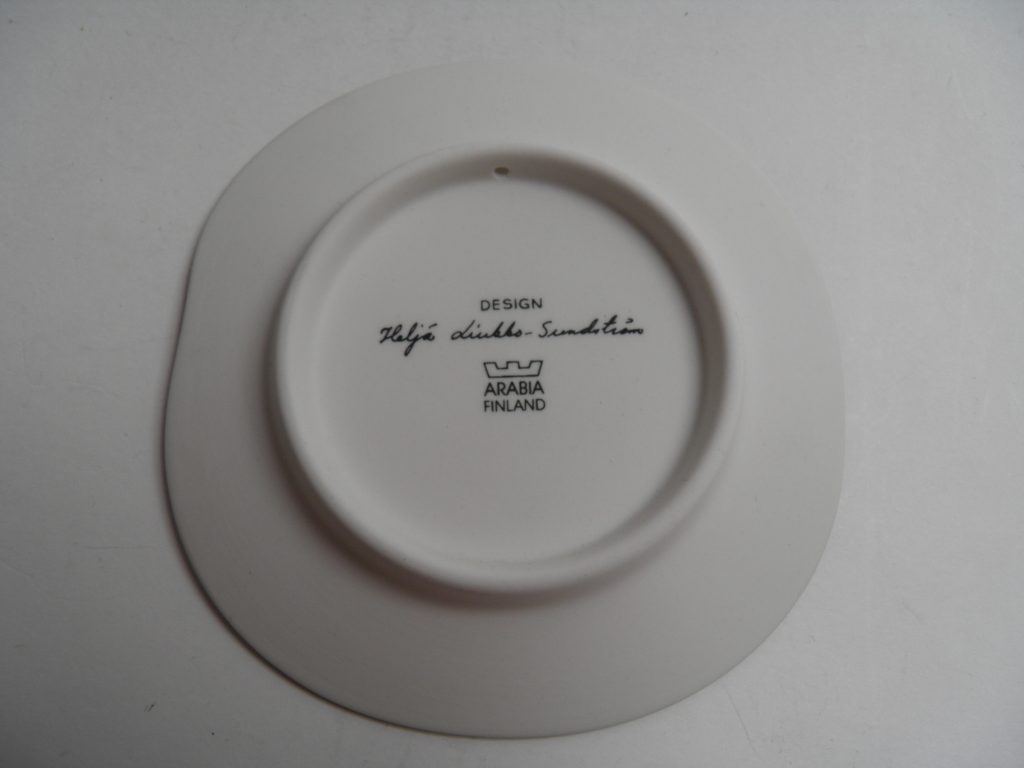 DESIGN
Heljä Liukko-Sundström
ARABIA
FINLAND